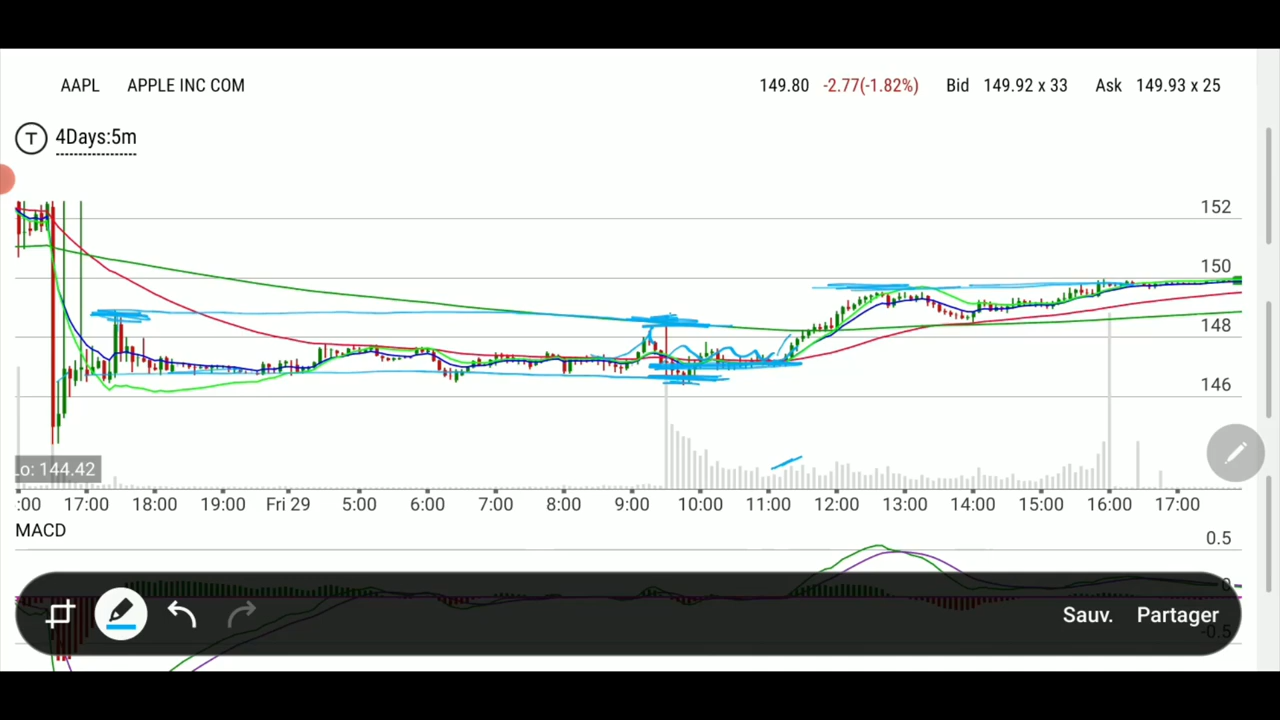 AAPL APPLE INC COM 149.80 -2.77(-1.82%) Bid 149.92 x 33 Ask 149.93 x 25
T 4Days:5m
152
150
148
146
Lo: 144.42
:00 17:00 18:00 19:00 Fri 29 5:00 6:00 7:00 8:00 9:00 10:00 11:00 12:00 13:00 14:00 15:00 16:00 17:00
MACD
0.5
0
Sauv. Partager
-0.5